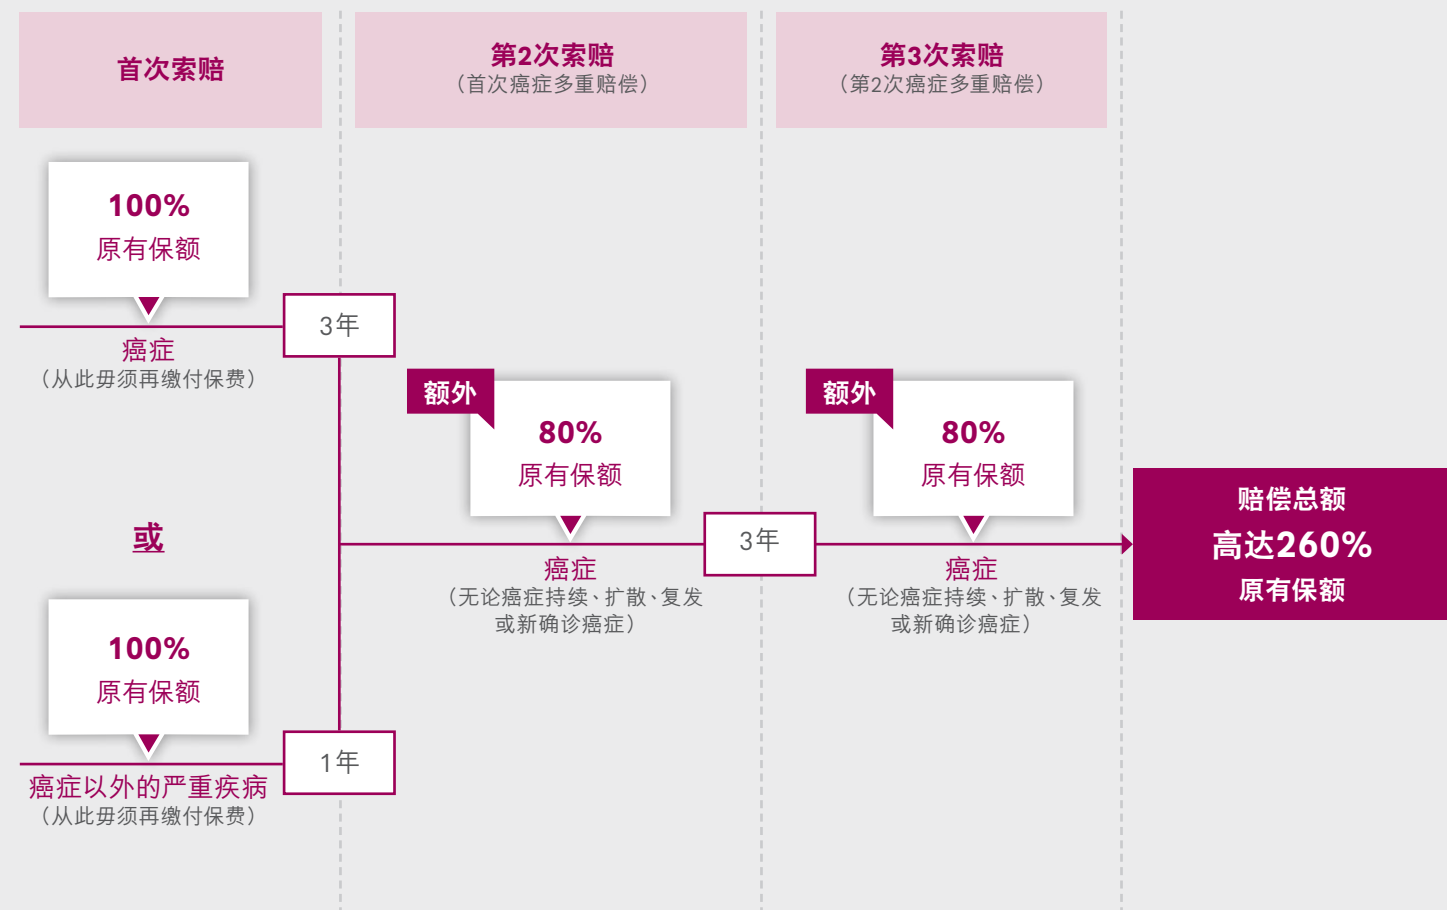 首次索赔
第2次索赔
（首次癌症多重赔偿）
第3次索赔
（第2次癌症多重赔偿）
100%
原有保额
3年
癌症
（从此毋须再缴付保费）
或
100%
原有保额
1年
癌症以外的严重疾病
（从此毋须再缴付保费）
额外
80%
原有保额
癌症
（无论癌症持续、扩散、复发
或新确诊癌症）
3年
额外
80%
原有保额
癌症
（无论癌症持续、扩散、复发
或新确诊癌症）
赔偿总额
高达260%
原有保额